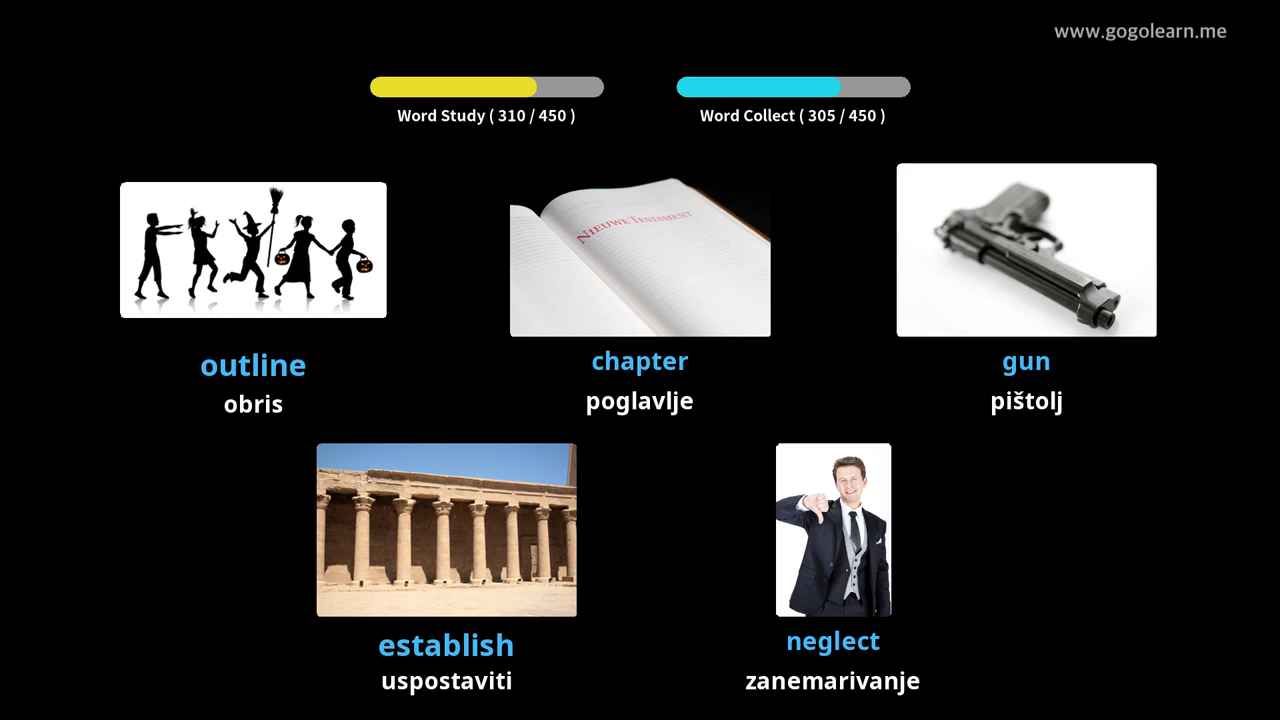 www.gogolearn.me
Word Study ( 310 / 450 )
Word Collect ( 305 / 450 )
NIEUWE TESTAMENT
outline
obris
chapter
poglavlje
gun
pištolj
establish
uspostaviti
neglect
zanemarivanje